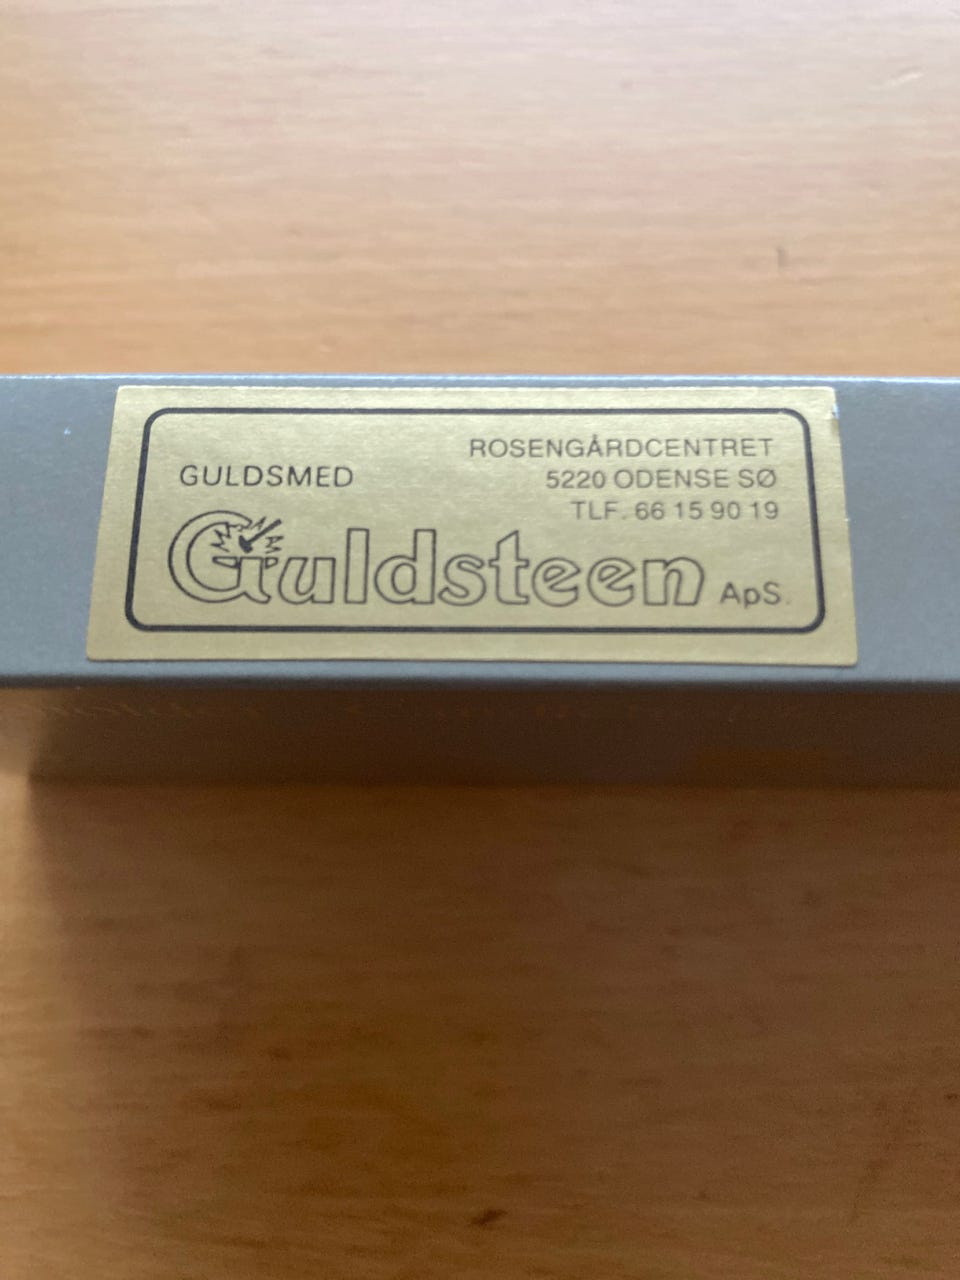 GULDSMED
Guldsteen ApS.
ROSENGÅRDCENTRET
5220 ODENSE SØ
TLF. 66 15 90 19